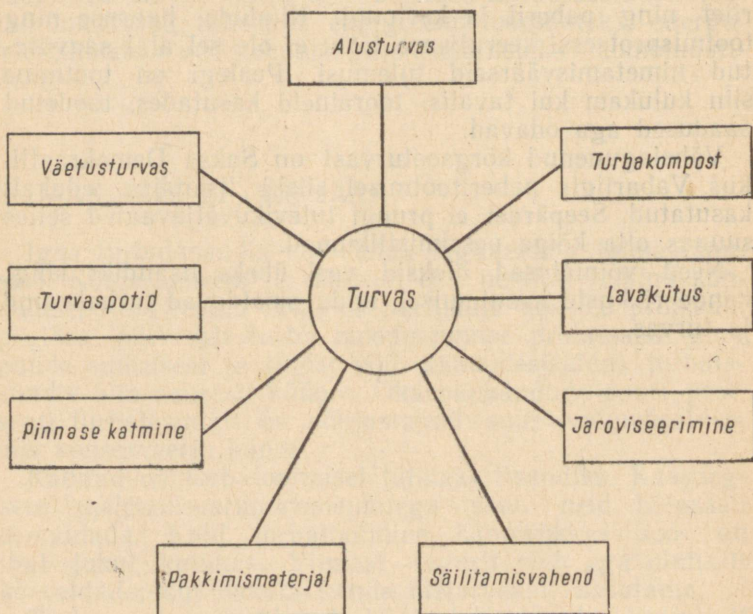 Alusturvas
Väetusturvas
Turbakompost
Turvaspotid
Turvas
Lavakütus
Pinnase katmine
Jaroviseerimine
Pakkimismaterjal
Säilitamisvahend